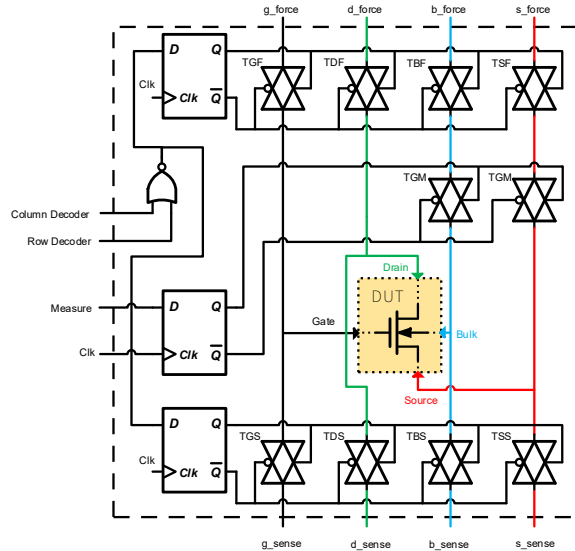 g_force
d_force
b_force
s_force
D
Q
TGF
TDF
TBF
TSF
Clk
Clk
Q
TGM
TGM
Column Decoder
Row Decoder
Drain
DUT
Measure
D
Q
Gate
Bulk
Clk
Clk
Q
Source
D
Q
TGS
TDS
TBS
TSS
Clk
Clk
Q
g_sense
d_sense
b_sense
s_sense